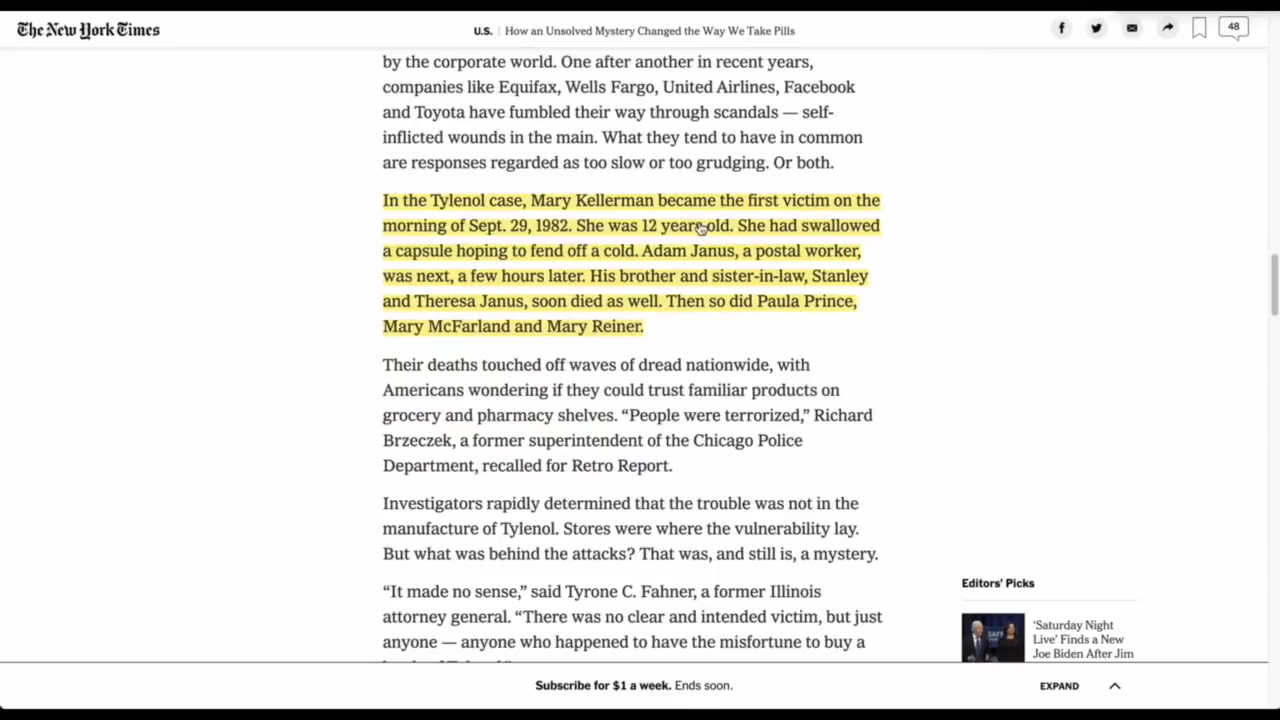 The New York Times
U.S. | How an Unsolved Mystery Changed the Way We Take Pills
48
by the corporate world. One after another in recent years,
companies like Equifax, Wells Fargo, United Airlines, Facebook
and Toyota have fumbled their way through scandals — self-
inflicted wounds in the main. What they tend to have in common
are responses regarded as too slow or too grudging. Or both.
In the Tylenol case, Mary Kellerman became the first victim on the
morning of Sept. 29, 1982. She was 12 years old. She had swallowed
a capsule hoping to fend off a cold. Adam Janus, a postal worker,
was next, a few hours later. His brother and sister-in-law, Stanley
and Theresa Janus, soon died as well. Then so did Paula Prince,
Mary McFarland and Mary Reiner.
Their deaths touched off waves of dread nationwide, with
Americans wondering if they could trust familiar products on
grocery and pharmacy shelves. “People were terrorized,” Richard
Brzeczek, a former superintendent of the Chicago Police
Department, recalled for Retro Report.
Investigators rapidly determined that the trouble was not in the
manufacture of Tylenol. Stores were where the vulnerability lay.
But what was behind the attacks? That was, and still is, a mystery.
“It made no sense,” said Tyrone C. Fahner, a former Illinois
attorney general. “There was no clear and intended victim, but just
anyone — anyone who happened to have the misfortune to buy a
Editors’ Picks
‘Saturday Night
Live’ Finds a New
Joe Biden After Jim
Subscribe for $1 a week. Ends soon.
EXPAND